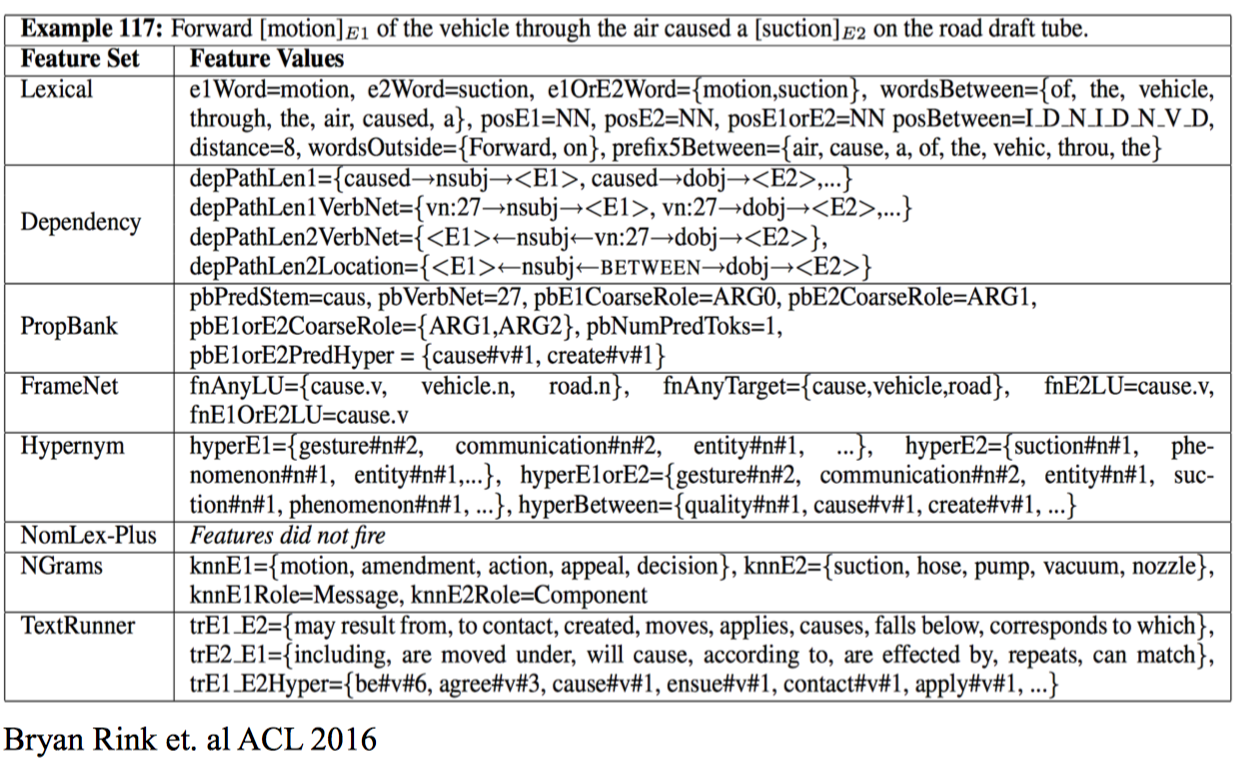 Example 117: Forward [motion]E1 of the vehicle through the air caused a [suction]E2 on the road draft tube.
Feature Set Feature Values
Lexical e1Word=motion, e2Word=suction, e1OrE2Word={motion,suction}, wordsBetween={of, the, vehicle,
through, the, air, caused, a}, posE1=NN, posE2=NN, posE1orE2=NN posBetween=I_D_N_I_D_N_V_D,
distance=8, wordsOutside={Forward, on}, prefix5Between={air, cause, a, of, the, vehic, throu, the}
Dependency depPathLen1={caused→nsubj→<E1>, caused→dobj→<E2>,...}
depPathLen1VerbNet={vn:27→nsubj→<E1>, vn:27→dobj→<E2>,...}
depPathLen2VerbNet={<E1>←nsubj←vn:27→dobj→<E2>},
depPathLen2Location={<E1>←nsubj←BETWEEN→dobj→<E2>}
PropBank pbPredStem=caus, pbVerbNet=27, pbE1CoarseRole=ARG0, pbE2CoarseRole=ARG1,
pbE1orE2CoarseRole={ARG1,ARG2}, pbNumPredToks=1,
pbE1orE2PredHyper = {cause#v#1, create#v#1}
FrameNet fnAnyLU={cause.v, vehicle.n, road.n}, fnAnyTarget={cause,vehicle,road}, fnE2LU=cause.v,
fnE1OrE2LU=cause.v
Hypernym hyperE1={gesture#n#2, communication#n#2, entity#n#1, ...}, hyperE2={suction#n#1, phe-
nomenon#n#1, entity#n#1,...}, hyperE1orE2={gesture#n#2, communication#n#2, entity#n#1, suc-
tion#n#1, phenomenon#n#1, ...}, hyperBetween={quality#n#1, cause#v#1, create#v#1, ...}
NomLex-Plus Features did not fire
NGrams knnE1={motion, amendment, action, appeal, decision}, knnE2={suction, hose, pump, vacuum, nozzle},
knnE1Role=Message, knnE2Role=Component
TextRunner trE1_E2={may result from, to contact, created, moves, applies, causes, falls below, corresponds to which},
trE2_E1={including, are moved under, will cause, according to, are effected by, repeats, can match},
trE1_E2Hyper={be#v#6, agree#v#3, cause#v#1, ensue#v#1, contact#v#1, apply#v#1, ...}
Bryan Rink et. al ACL 2016